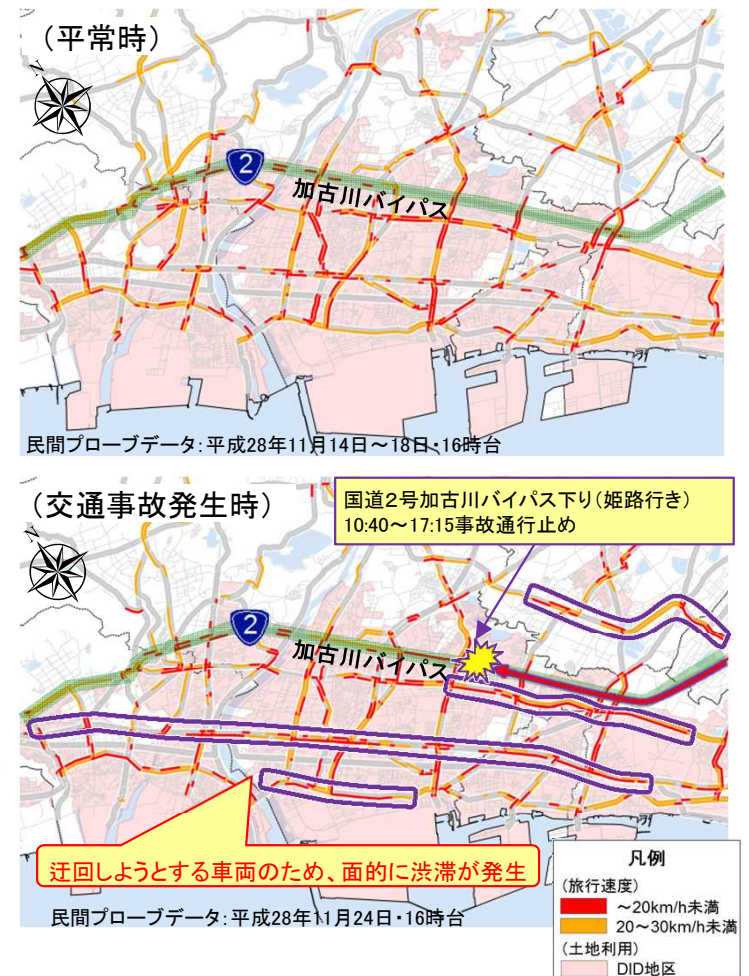 （平常時）
N
2
加古川バイパス
民間プローブデータ：平成28年11月14日～18日・16時台
（交通事故発生時）
国道２号加古川バイパス下り（姫路行き）
10:40～17:15事故通行止め
N
2
加古川バイパス
迂回しようとする車両のため、面的に渋滞が発生
民間プローブデータ：平成28年11月24日・16時台
凡例
（旅行速度）
～20km/h未満
20～30km/h未満
（土地利用）
DID地区